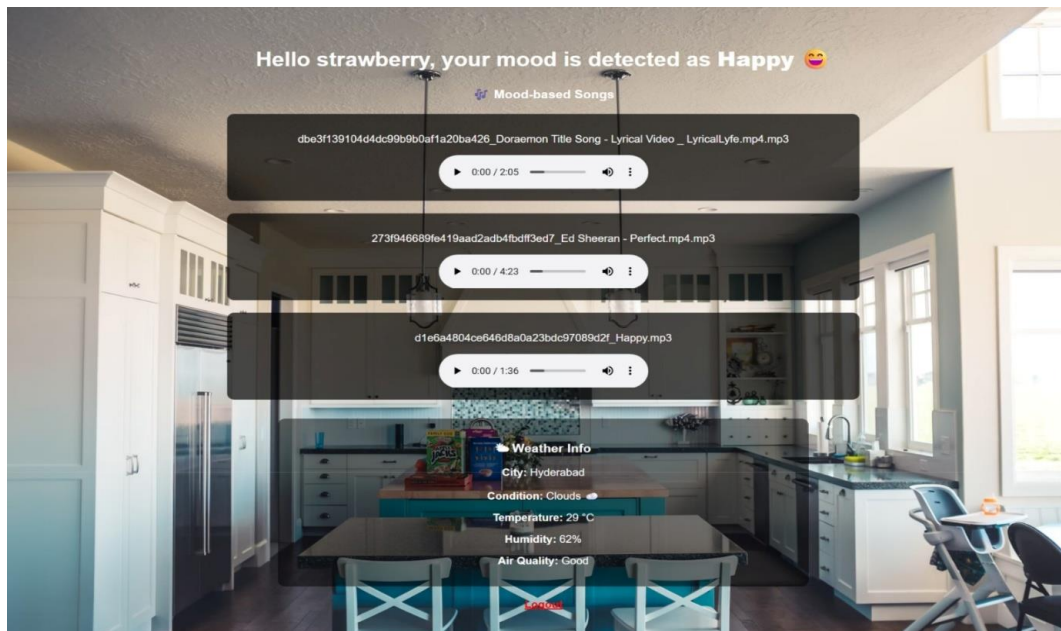 Hello strawberry, your mood is detected as Happy 😄
🎶 Mood-based Songs
dbe3f139104d4dc99b9b0af1a20ba426_Doraemon Title Song - Lyrical Video _ LyricalLyfe.mp4.mp3
0:00 / 2:05
273f946689fe419aad2adb4fbdff3ed7_Ed Sheeran - Perfect.mp4.mp3
0:00 / 4:23
d1e6a4804ce646d8a0a23bdc97089d2f_Happy.mp3
0:00 / 1:36
🌥 Weather Info
City: Hyderabad
Condition: Clouds ☁️
Temperature: 29 °C
Humidity: 62%
Air Quality: Good
Logout